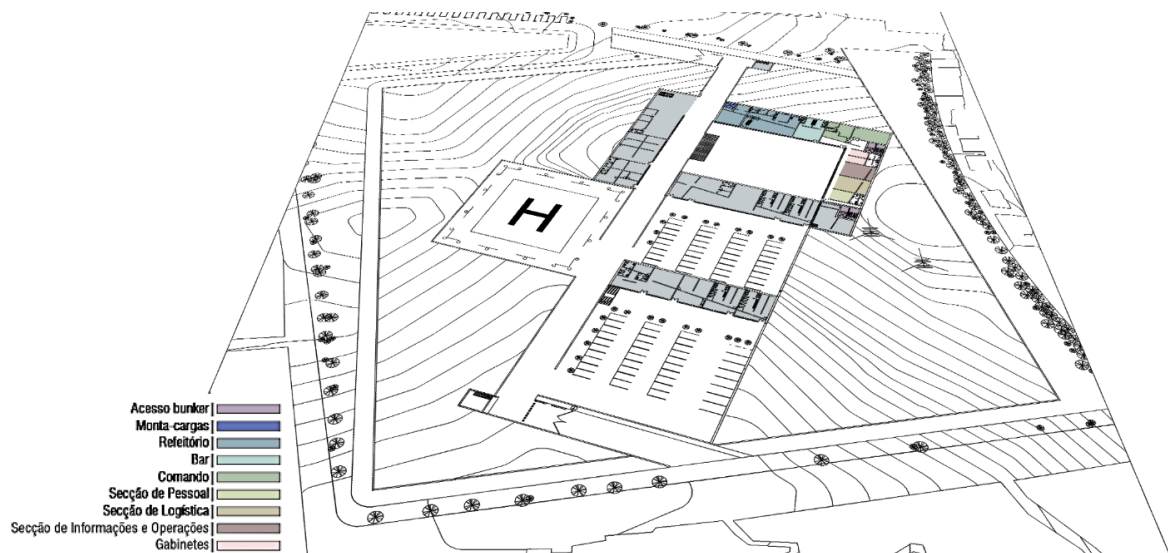 H
Acesso bunker
Monta-cargas
Refeitório
Bar
Comando
Secção de Pessoal
Secção de Logística
Secção de Informações e Operações
Gabinetes